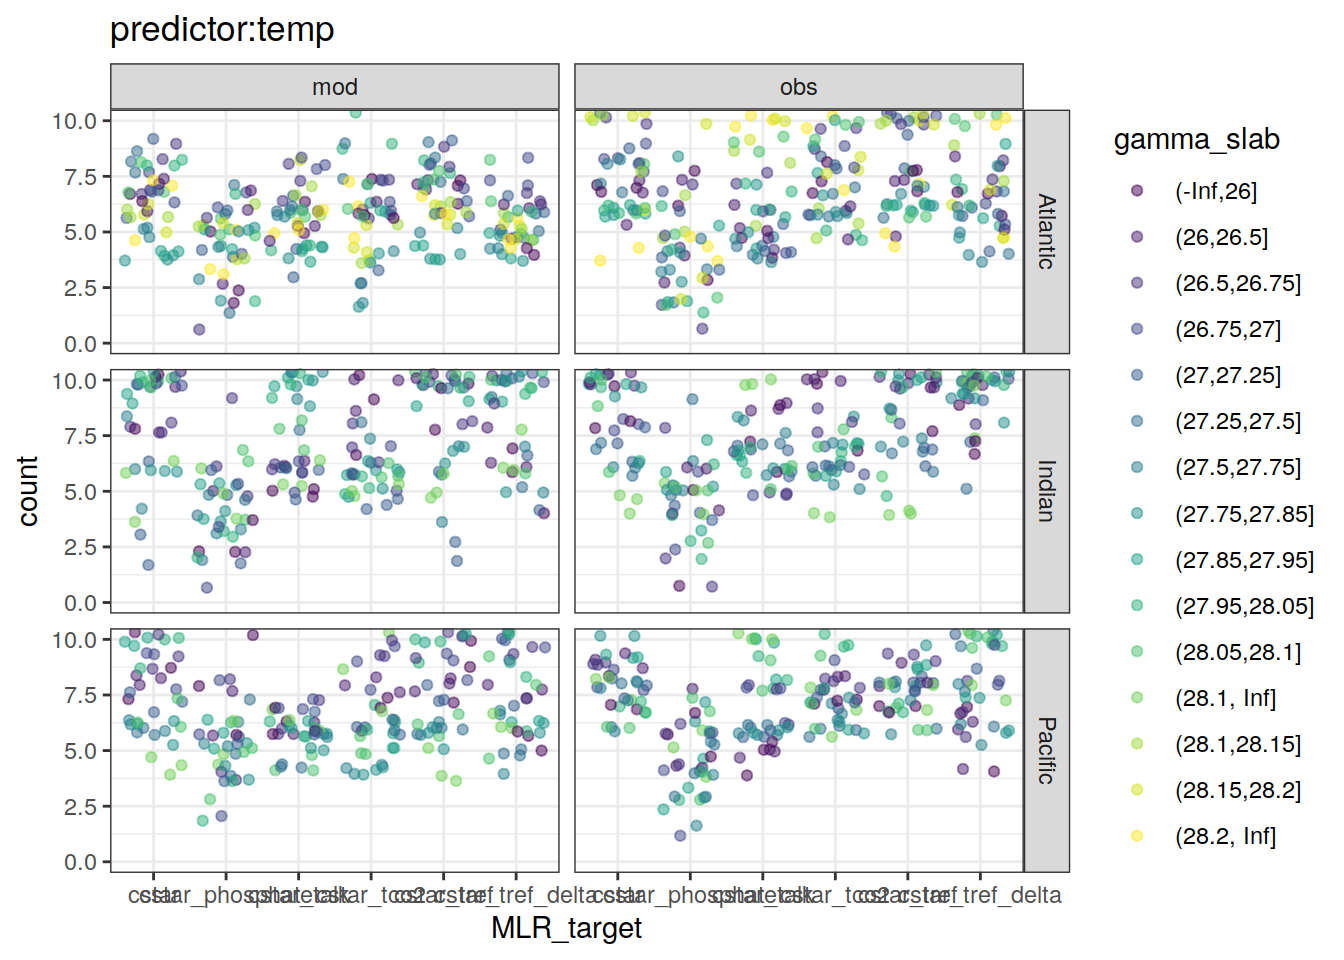 predictor:temp
mod
obs
gamma_slab
(-Inf,26]
(26,26.5]
(26.5,26.75]
(26.75,27]
(27,27.25]
(27.25,27.5]
(27.5,27.75]
(27.75,27.85]
(27.85,27.95]
(27.95,28.05]
(28.05,28.1]
(28.1, Inf]
(28.1,28.15]
(28.15,28.2]
(28.2, Inf]
count
10.0
7.5
5.0
2.5
0.0
Atlantic
10.0
7.5
5.0
2.5
0.0
Indian
10.0
7.5
5.0
2.5
0.0
Pacific
MLR_target